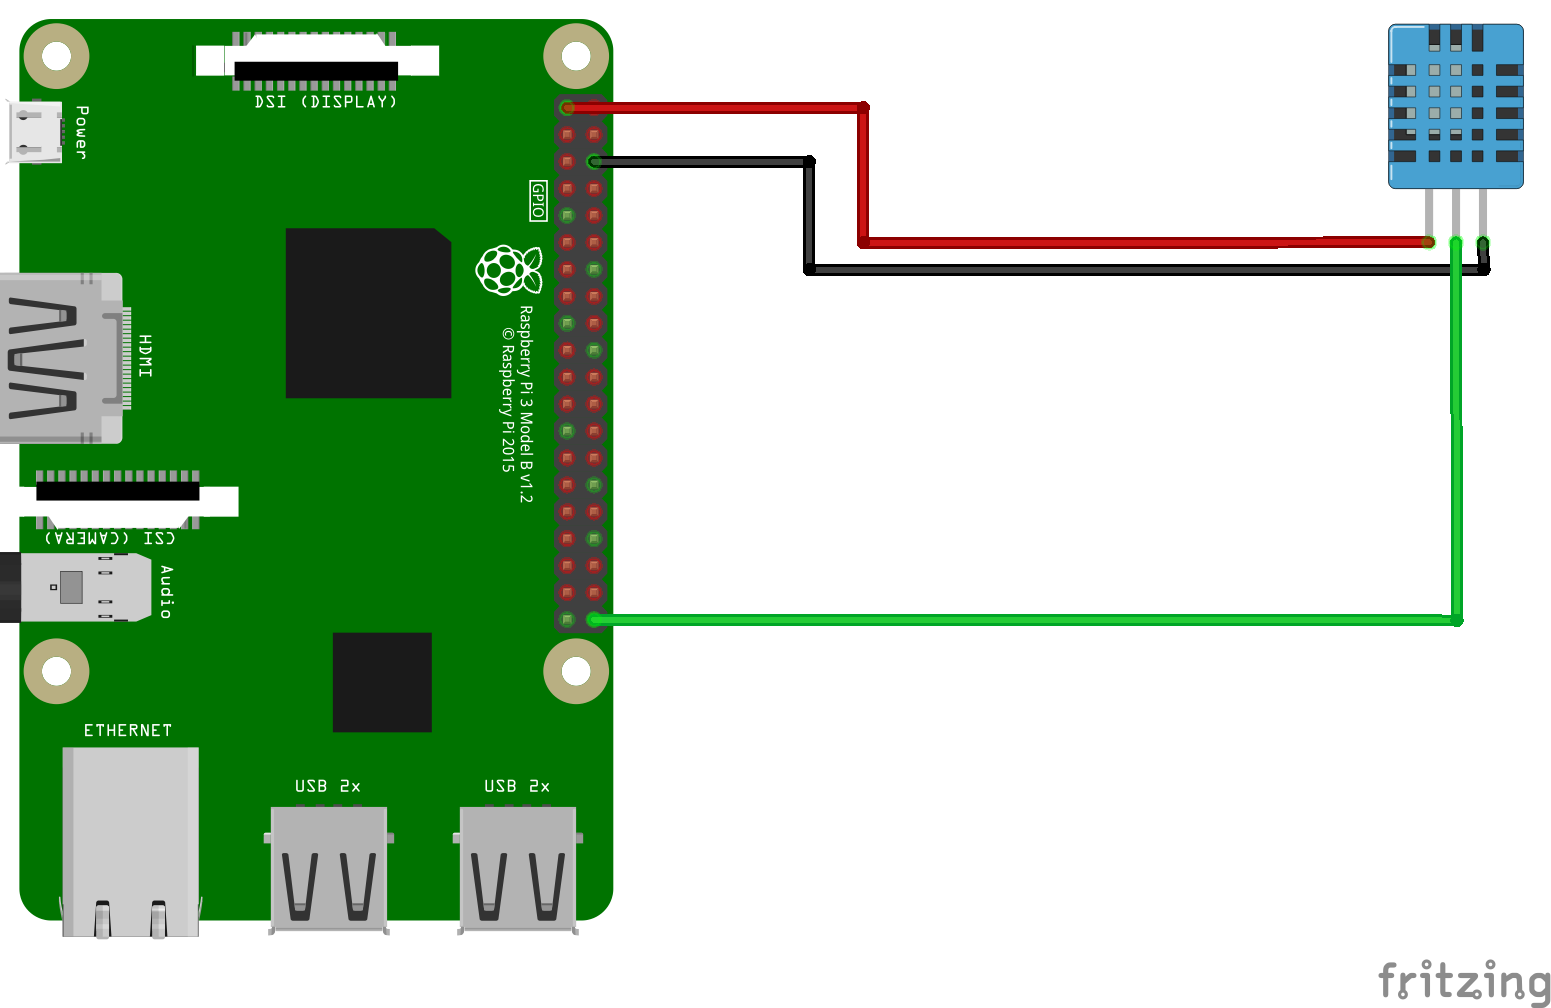 DSI (DISPLAY)
Power
GPIO
HDMI
Raspberry Pi 3 Model B v1.2
© Raspberry Pi 2015
CSI (CAMERA)
Audio
ETHERNET
USB 2x
USB 2x
fritzing